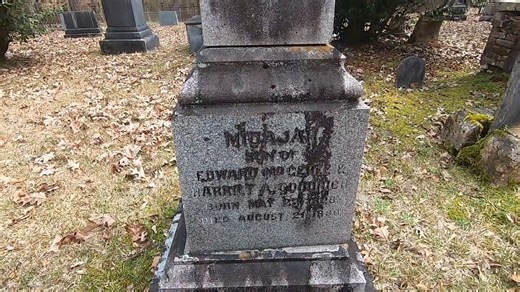 MICAJAH
SON OF
EDWARD
HARRIET A. GOODRICH
BORN MAY
DIED AUGUST 21